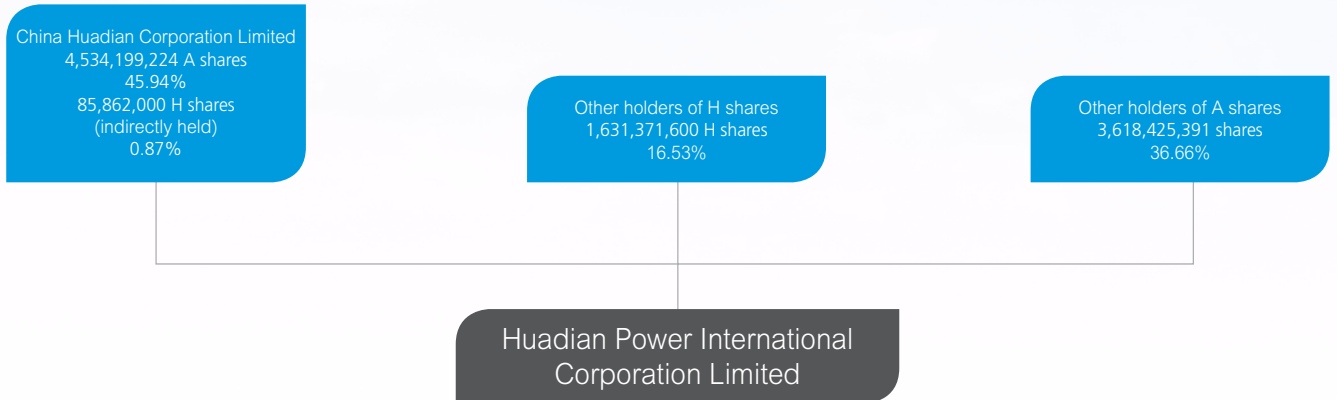 China Huadian Corporation Limited
4,534,199,224 A shares
45.94%
85,862,000 H shares
(indirectly held)
0.87%
Other holders of H shares
1,631,371,600 H shares
16.53%
Other holders of A shares
3,618,425,391 shares
36.66%
Huadian Power International
Corporation Limited